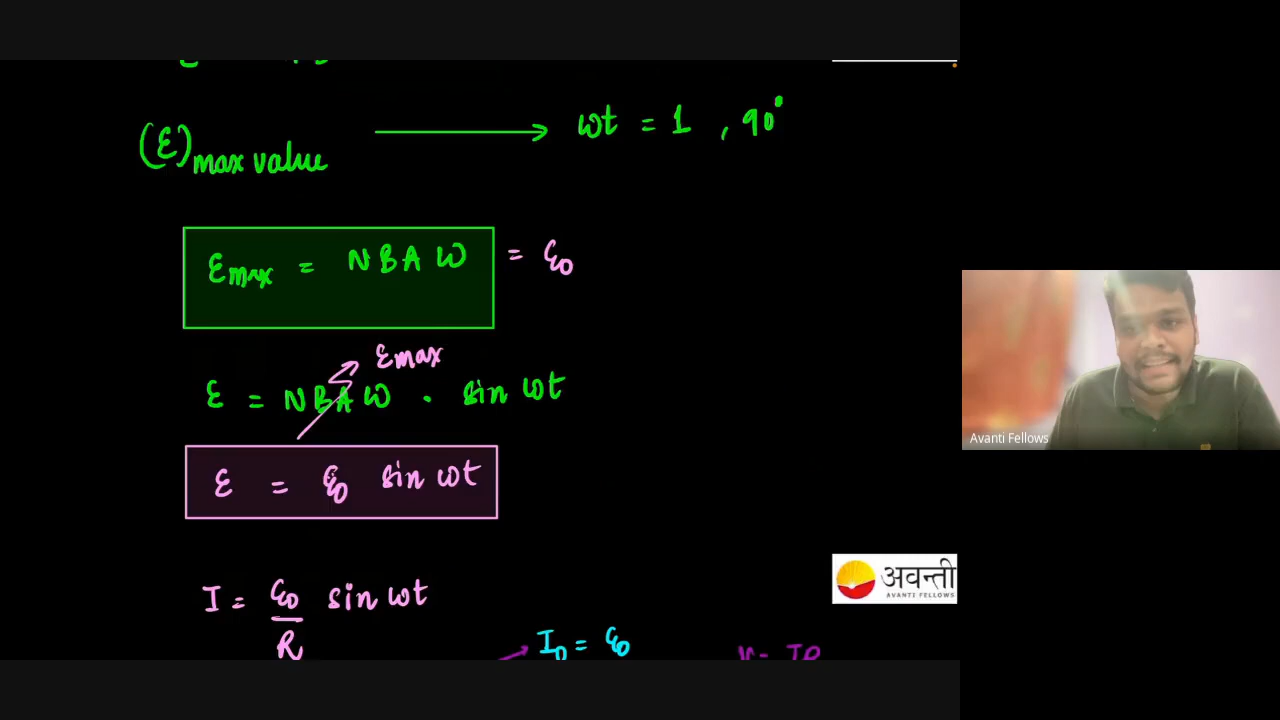 (ε)max value → ωt = 1 , 90°
εmax = NBAω = ε0
εmax
ε = NBAω . sin ωt
ε = ε0 sin ωt
I = ε0/R sin ωt
I0 = ε0
अवन्ती
AVANTI FELLOWS
Avanti Fellows